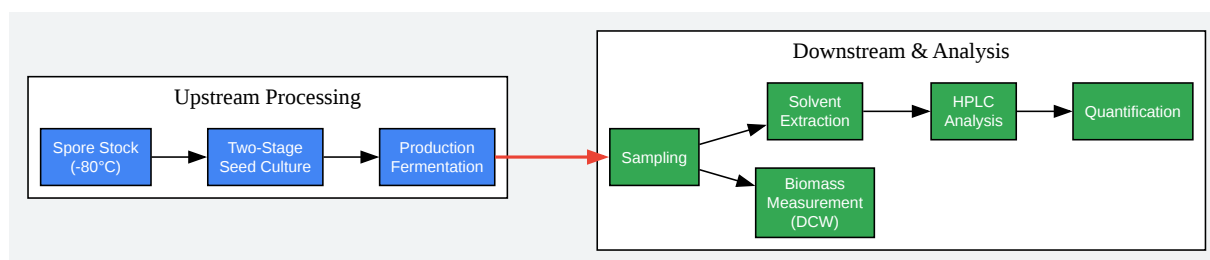 Upstream Processing
Spore Stock
(-80°C)
Two-Stage
Seed Culture
Production
Fermentation
Downstream & Analysis
Sampling
Solvent
Extraction
HPLC
Analysis
Quantification
Biomass
Measurement
(DCW)